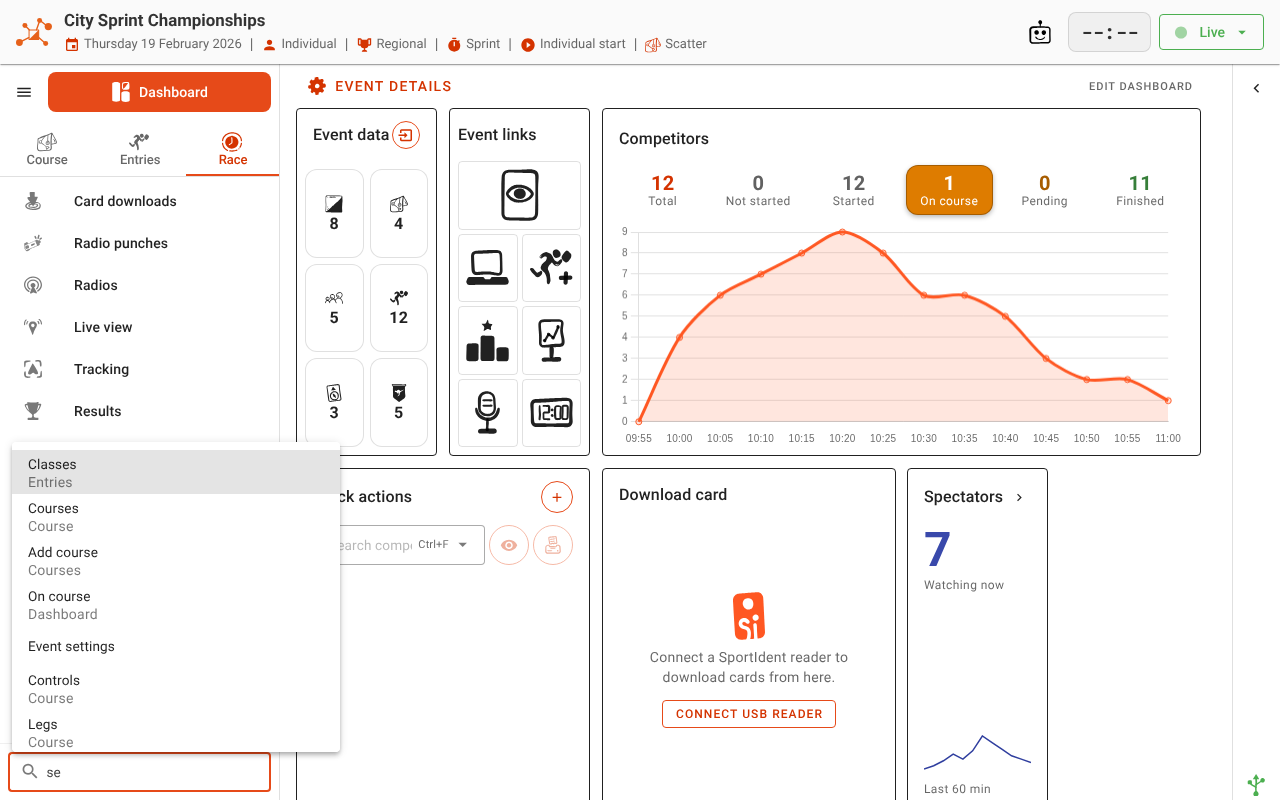 City Sprint Championships
Thursday 19 February 2026 | Individual | Regional | Sprint | Individual start | Scatter
--:--
Live
Dashboard
EVENT DETAILS
EDIT DASHBOARD
Course
Entries
Race
Card downloads
Radio punches
Radios
Live view
Tracking
Results
Event data
8
4
5
12
3
5
Event links
12:00
Competitors
12
0
12
1
0
11
Total
Not started
Started
On course
Pending
Finished
9
8
7
6
5
4
3
2
1
0
09:55 10:00 10:05 10:10 10:15 10:20 10:25 10:30 10:35 10:40 10:45 10:50 10:55 11:00
Classes
Entries
Courses
Course
Add course
Courses
On course
Dashboard
Event settings
Controls
Course
Legs
Course
se
ck actions
earch compe
Ctrl+F
Download card
Si
Connect a SportIdent reader to
download cards from here.
CONNECT USB READER
Spectators
7
Watching now
Last 60 min